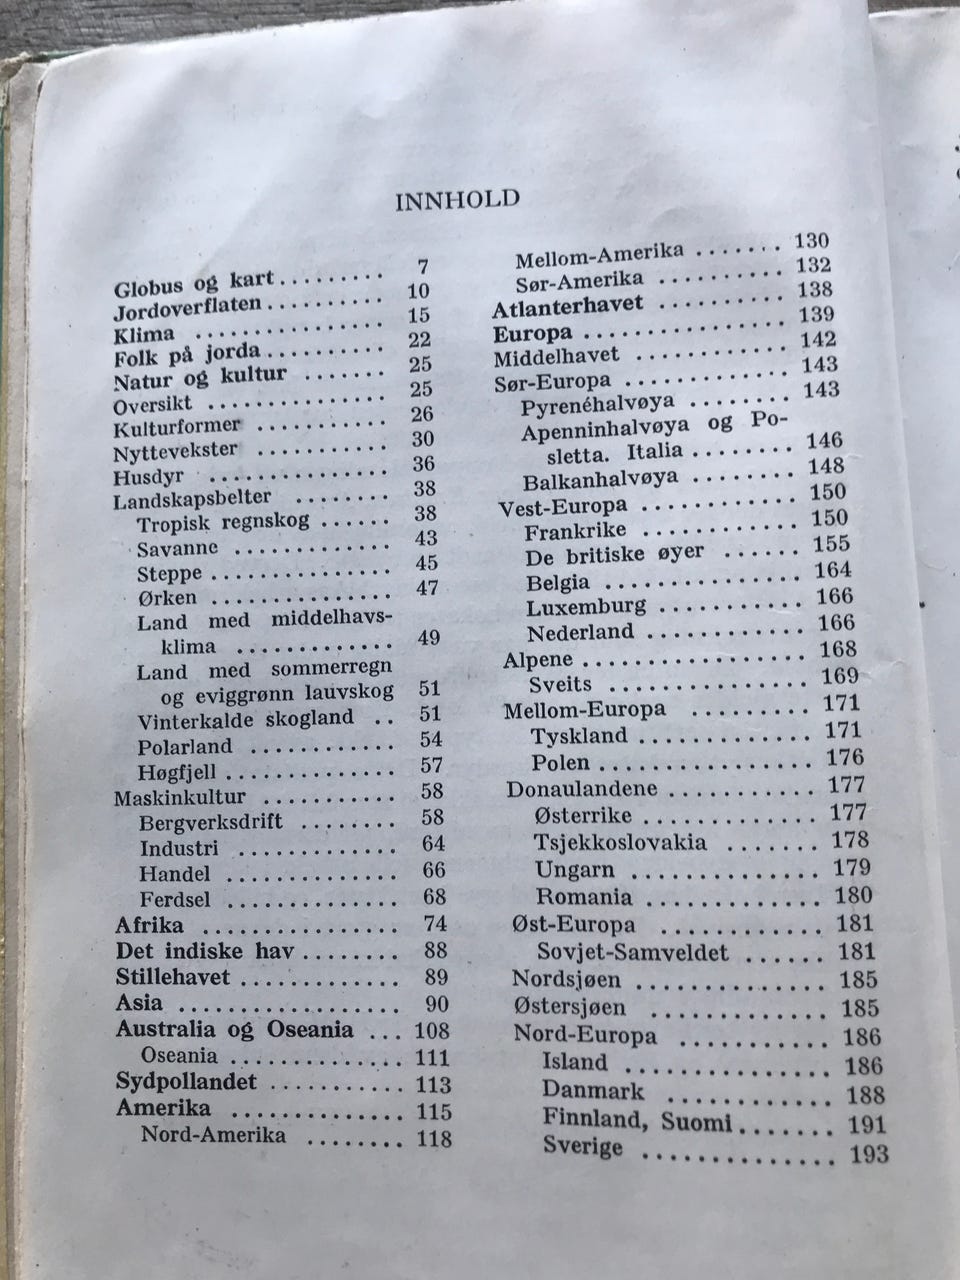 INNHOLD
Globus og kart ......... 7
Jordoverflaten .......... 10
Klima ................ 15
Folk på jorda .......... 22
Natur og kultur ....... 25
Oversikt ............... 25
Kulturformer ........... 26
Nyttevekster ........... 30
Husdyr ............... 36
Landskapsbelter ........ 38
Tropisk regnskog ...... 38
Savanne ............. 43
Steppe ............... 45
Ørken ............... 47
Land med middelhavs-
klima ............. 49
Land med sommerregn
og eviggrønn lauvskog 51
Vinterkalde skogland .. 51
Polarland ............ 54
Høgfjell .............. 57
Maskinkultur ........... 58
Bergverksdrift ........ 58
Industri ............. 64
Handel .............. 66
Ferdsel .............. 68
Afrika ................ 74
Det indiske hav ........ 88
Stillehavet ............. 89
Asia .................. 90
Australia og Oseania ... 108
Oseania .............. 111
Sydpollandet ........... 113
Amerika .............. 115
Nord-Amerika ........ 118
Mellom-Amerika ....... 130
Sør-Amerika .......... 132
Atlanterhavet .......... 138
Europa ................ 139
Middelhavet ............ 142
Sør-Europa ............. 143
Pyrenéhalvøya ........ 143
Apenninhalvøya og Po-
sletta. Italia ........ 146
Balkanhalvøya ........ 148
Vest-Europa ............ 150
Frankrike ............ 150
De britiske øyer ...... 155
Belgia ............... 164
Luxemburg ........... 166
Nederland ............ 166
Alpene ................. 168
Sveits ............... 169
Mellom-Europa ......... 171
Tyskland ............. 171
Polen ................ 176
Donaulandene ........... 177
Østerrike ............. 177
Tsjekkoslovakia ....... 178
Ungarn .............. 179
Romania ............. 180
Øst-Europa ............ 181
Sovjet-Samveldet ...... 181
Nordsjøen ............. 185
Østersjøen ............ 185
Nord-Europa ........... 186
Island ............... 186
Danmark ............ 188
Finnland, Suomi ....... 191
Sverige .............. 193